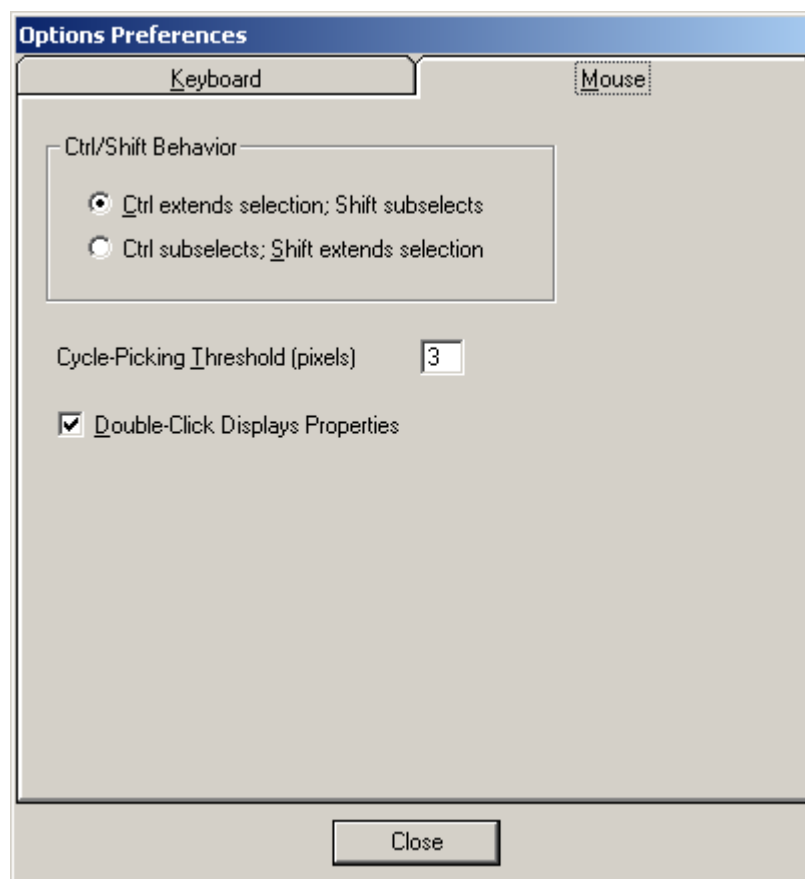 Options Preferences
Keyboard
Mouse
Ctrl/Shift Behavior
Ctrl extends selection; Shift subselects
Ctrl subselects; Shift extends selection
Cycle-Picking Threshold (pixels) 3
Double-Click Displays Properties
Close